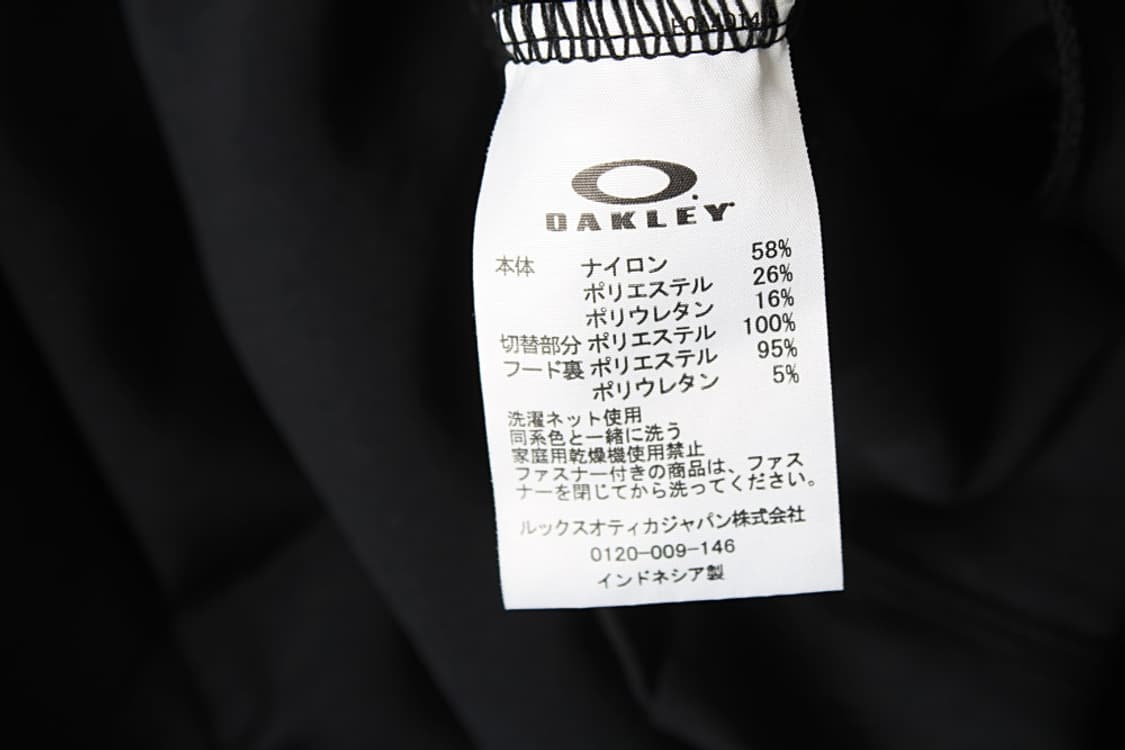 OAKLEY
本体 ナイロン 58%
ポリエステル 26%
ポリウレタン 16%
切替部分 ポリエステル 100%
フード裏 ポリエステル 95%
ポリウレタン 5%
洗濯ネット使用
同系色と一緒に洗う
家庭用乾燥機使用禁止
ファスナー付きの商品は、ファス
ナーを閉じてから洗ってください。
ルックスオティカジャパン株式会社
0120-009-146
インドネシア製